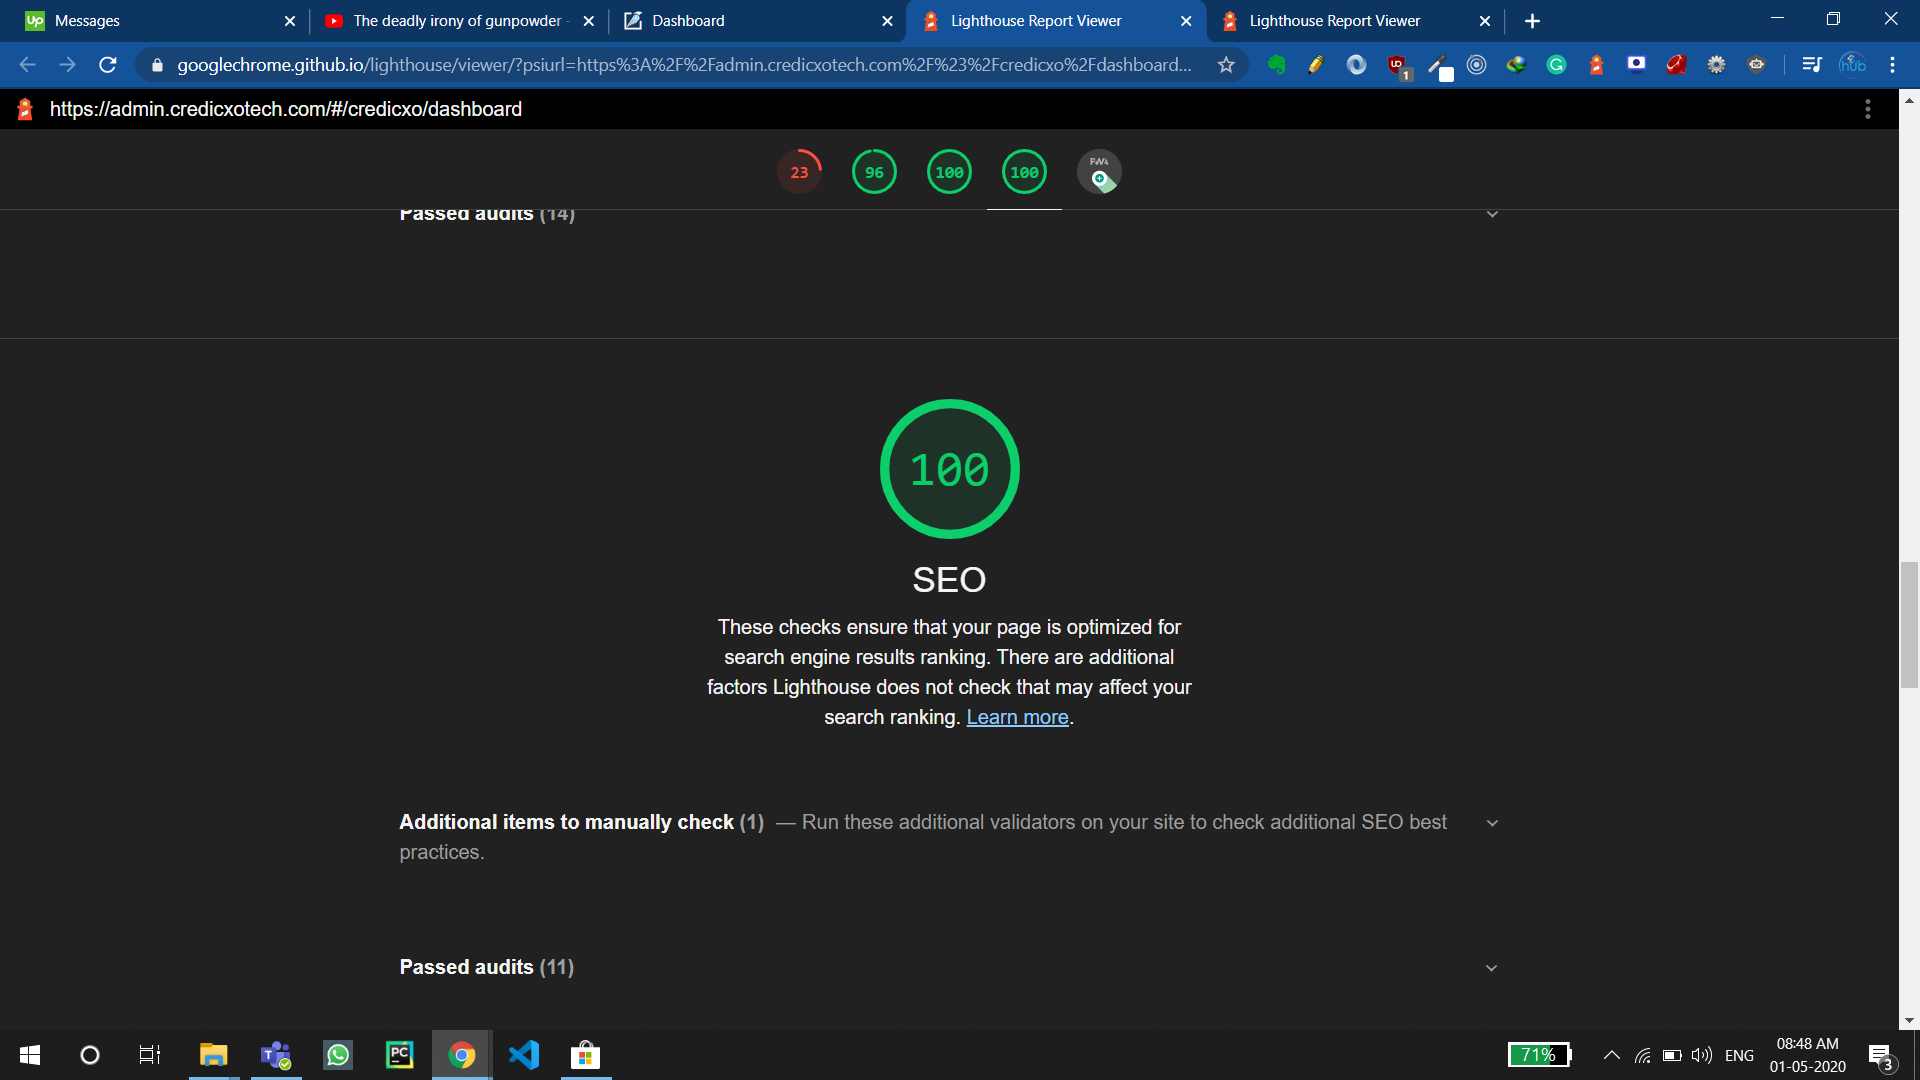 Messages
The deadly irony of gunpowder -
Dashboard
Lighthouse Report Viewer
Lighthouse Report Viewer
googlechrome.github.io/lighthouse/viewer/?psiurl=https%3A%2F%2Fadmin.credicxotech.com%2F%23%2Fcredicxo%2Fdashboard...
https://admin.credicxotech.com/#/credicxo/dashboard
23
96
100
100
PWA
Passed audits (14)
100
SEO
These checks ensure that your page is optimized for
search engine results ranking. There are additional
factors Lighthouse does not check that may affect your
search ranking. Learn more.
Additional items to manually check (1) — Run these additional validators on your site to check additional SEO best
practices.
Passed audits (11)
71%
ENG
08:48 AM
01-05-2020
3